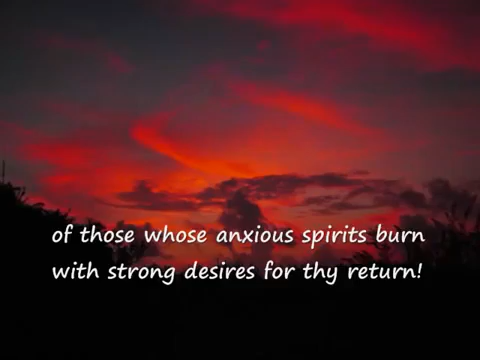 of those whose anxious spirits burn
with strong desires for thy return!